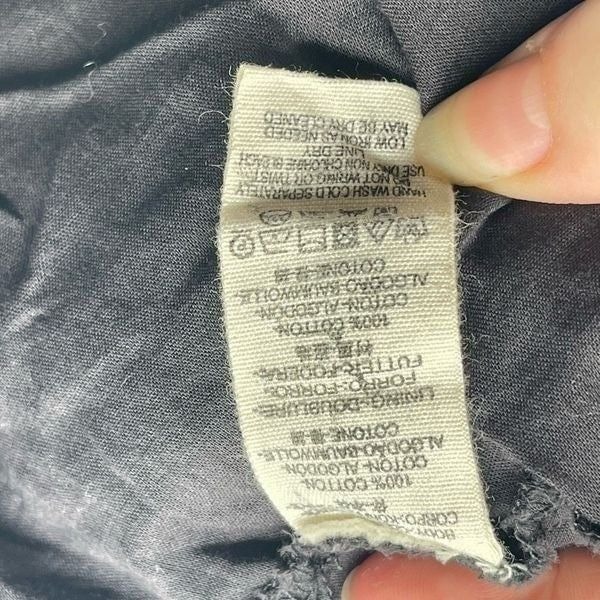 BODY-
CORPO-
100% COTTON-
COTON-ALGODON-
ALGODAO-BAUMWOLLE-
COTONE-
LINING-DOUBLURE-
FORRO-FORRO-
FUTTER-FODERA-
100% COTTON-
COTON-ALGODON-
ALGODAO-BAUMWOLLE-
COTONE-
HAND WASH COLD SEPARATELY
DO NOT WRING OR TWIST
USE ONLY NON CHLORINE BLEACH
LINE DRY
LOW IRON AS NEEDED
MAY BE DRY CLEANED